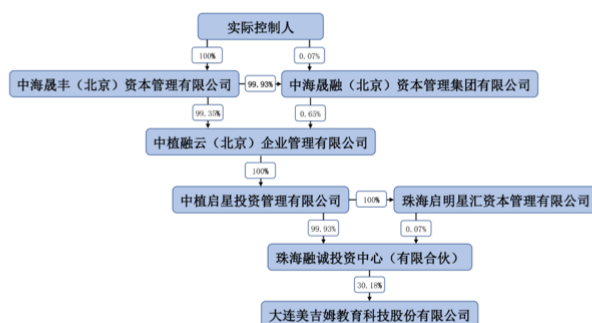 实际控制人
100%
0.07%
中海晟丰（北京）资本管理有限公司
99.93%
中海晟融（北京）资本管理集团有限公司
99.35%
0.65%
中植融云（北京）企业管理有限公司
100%
中植启星投资管理有限公司
100%
珠海启明星汇资本管理有限公司
99.93%
0.07%
珠海融诚投资中心（有限合伙）
30.18%
大连美吉姆教育科技股份有限公司